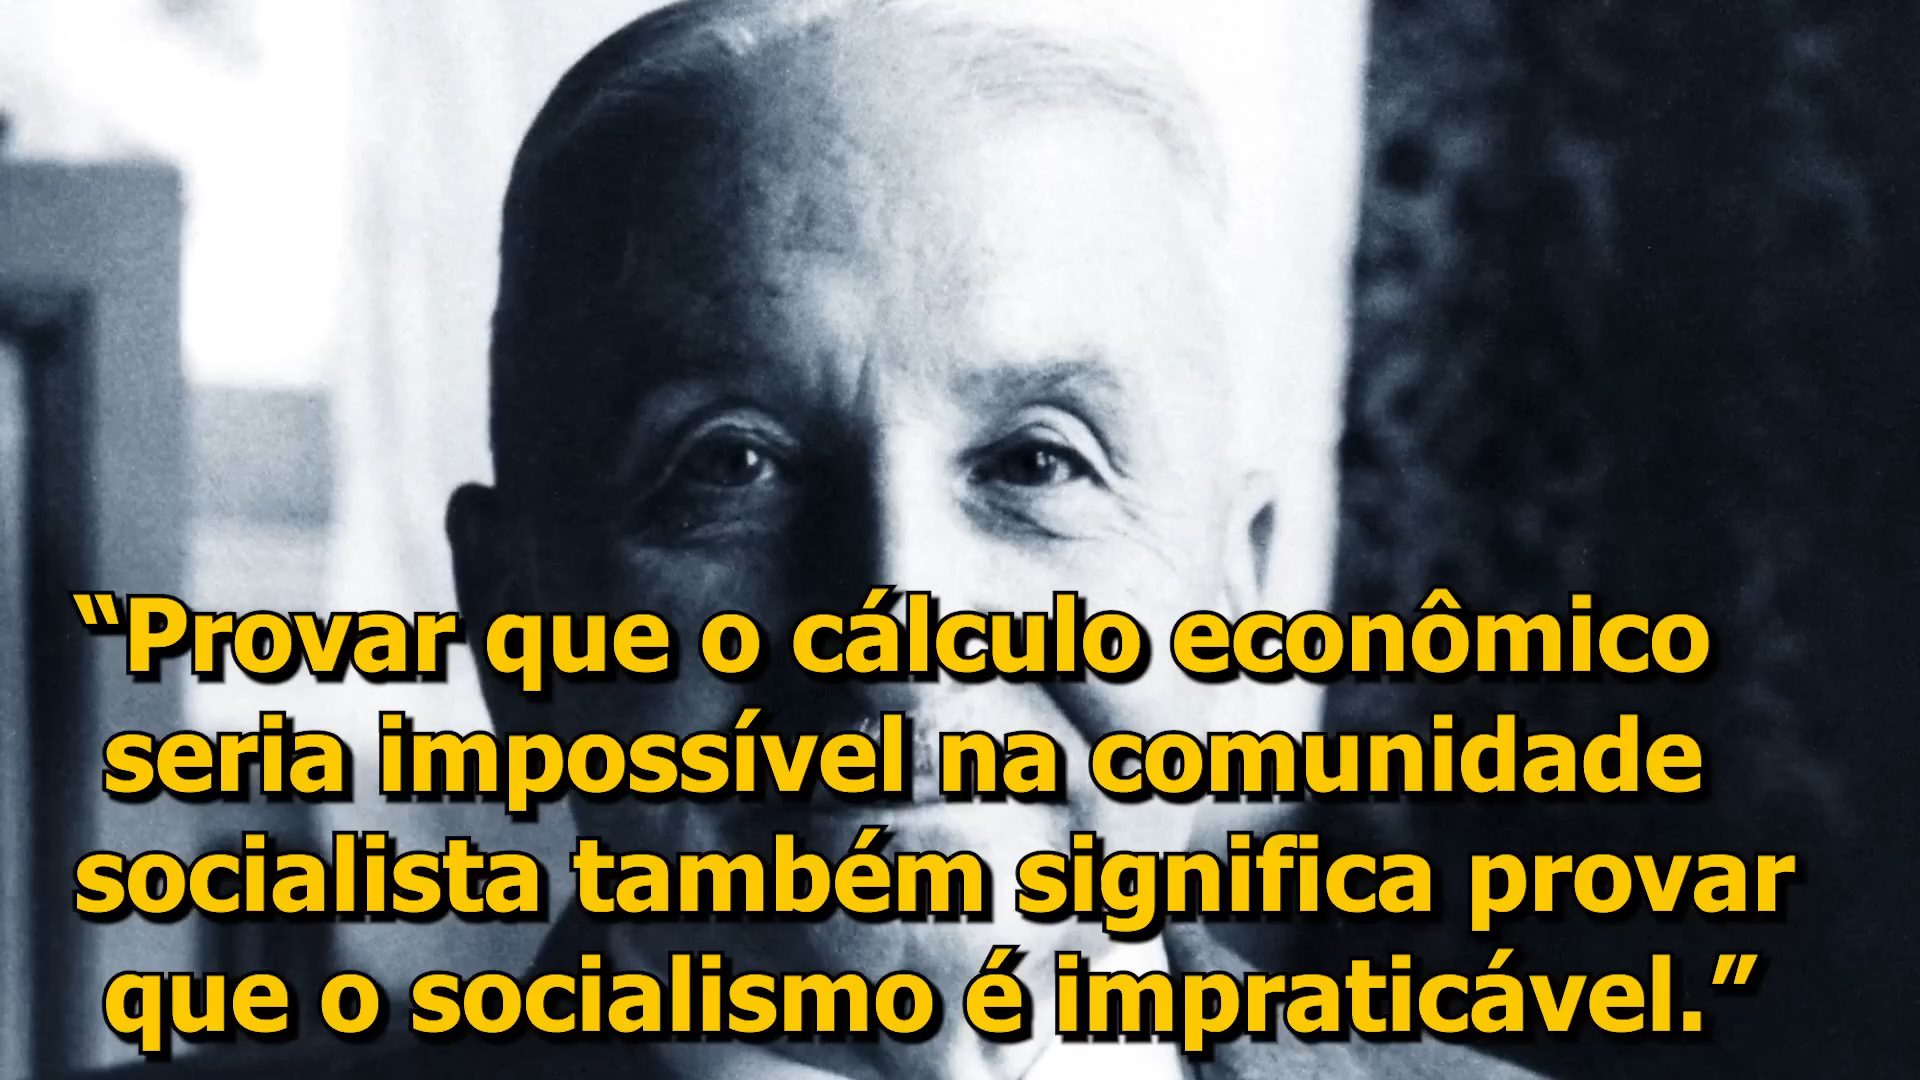 “Provar que o cálculo econômico
seria impossível na comunidade
socialista também significa provar
que o socialismo é impraticável.”